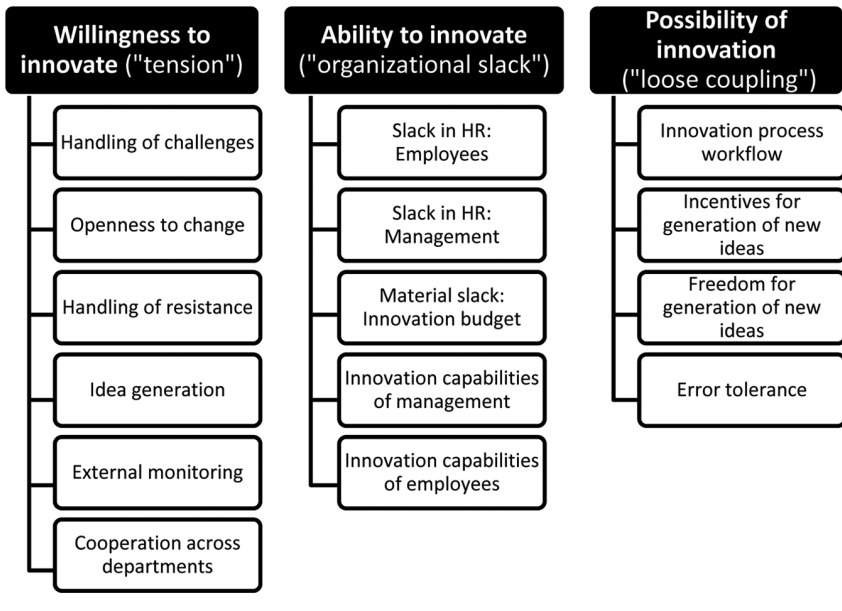 Willingness to
innovate ("tension")
Handling of challenges
Openness to change
Handling of resistance
Idea generation
External monitoring
Cooperation across
departments
Ability to innovate
("organizational slack")
Slack in HR:
Employees
Slack in HR:
Management
Material slack:
Innovation budget
Innovation capabilities
of management
Innovation capabilities
of employees
Possibility of
innovation
("loose coupling")
Innovation process
workflow
Incentives for
generation of new
ideas
Freedom for
generation of new
ideas
Error tolerance